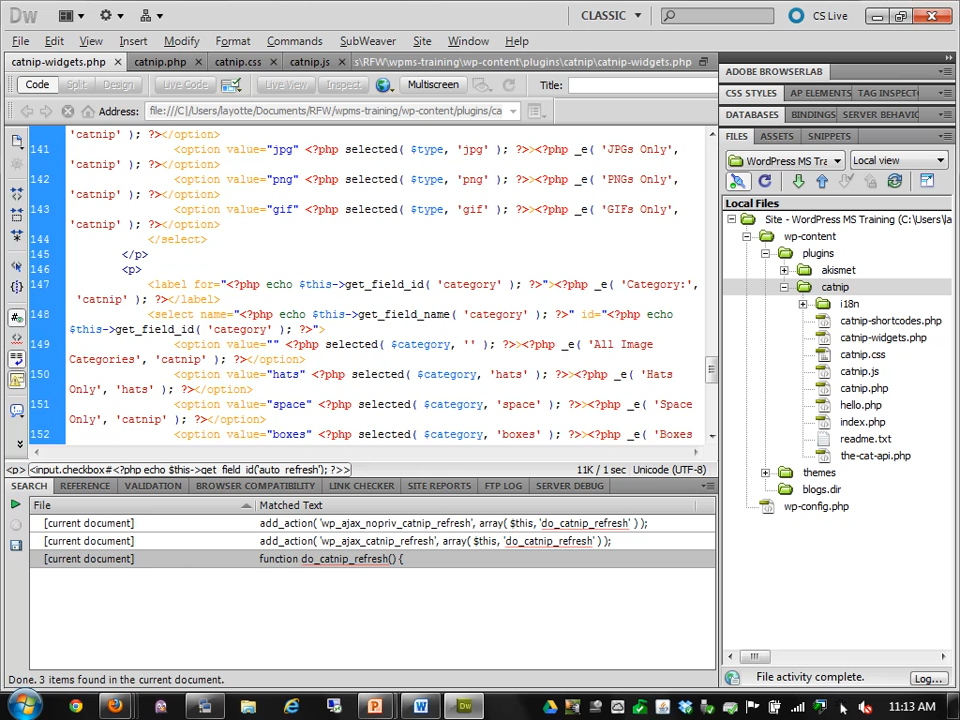 Dw
CLASSIC
CS Live
File Edit View Insert Modify Format Commands SubWeaver Site Window Help
catnip-widgets.php catnip.php catnip.css catnip.js s\RFW\wpms-training\wp-content\plugins\catnip\catnip-widgets.php
Code Split Design Live Code Live View Inspect Multiscreen Title:
Address: file:///C|/Users/layotte/Documents/RFW/wpms-training/wp-content/plugins/ca
'catnip' ); ?></option>
141 <option value="jpg" <?php selected( $type, 'jpg' ); ?>><?php _e( 'JPGs Only',
'catnip' ); ?></option>
142 <option value="png" <?php selected( $type, 'png' ); ?>><?php _e( 'PNGs Only',
'catnip' ); ?></option>
143 <option value="gif" <?php selected( $type, 'gif' ); ?>><?php _e( 'GIFs Only',
'catnip' ); ?></option>
144 </select>
145 </p>
146 <p>
147 <label for="<?php echo $this->get_field_id( 'category' ); ?>"><?php _e( 'Category:',
'catnip' ); ?></label>
148 <select name="<?php echo $this->get_field_name( 'category' ); ?>" id="<?php echo
$this->get_field_id( 'category' ); ?>">
149 <option value="" <?php selected( $category, '' ); ?>><?php _e( 'All Image
Categories', 'catnip' ); ?></option>
150 <option value="hats" <?php selected( $category, 'hats' ); ?>><?php _e( 'Hats
Only', 'hats' ); ?></option>
151 <option value="space" <?php selected( $category, 'space' ); ?>><?php _e( 'Space
Only', 'catnip' ); ?></option>
152 <option value="boxes" <?php selected( $category, 'boxes' ); ?>><?php _e( 'Boxes
<p> <input.checkbox#<?php echo $this->get_field_id('auto_refresh'); ?>> 11K / 1 sec Unicode (UTF-8)
SEARCH REFERENCE VALIDATION BROWSER COMPATIBILITY LINK CHECKER SITE REPORTS FTP LOG SERVER DEBUG
File Matched Text
[current document] add_action( 'wp_ajax_nopriv_catnip_refresh', array( $this, 'do_catnip_refresh' ) );
[current document] add_action( 'wp_ajax_catnip_refresh', array( $this, 'do_catnip_refresh' ) );
[current document] function do_catnip_refresh() {
Done. 3 items found in the current document.
ADOBE BROWSERLAB
CSS STYLES AP ELEMENTS TAG INSPECT
DATABASES BINDINGS SERVER BEHAVIO
FILES ASSETS SNIPPETS
WordPress MS Tra Local view
Local Files
Site - WordPress MS Training (C:\Users\la
wp-content
plugins
akismet
catnip
i18n
catnip-shortcodes.php
catnip-widgets.php
catnip.css
catnip.js
catnip.php
hello.php
index.php
readme.txt
the-cat-api.php
themes
blogs.dir
wp-config.php
File activity complete. Log...
P W Dw 11:13 AM